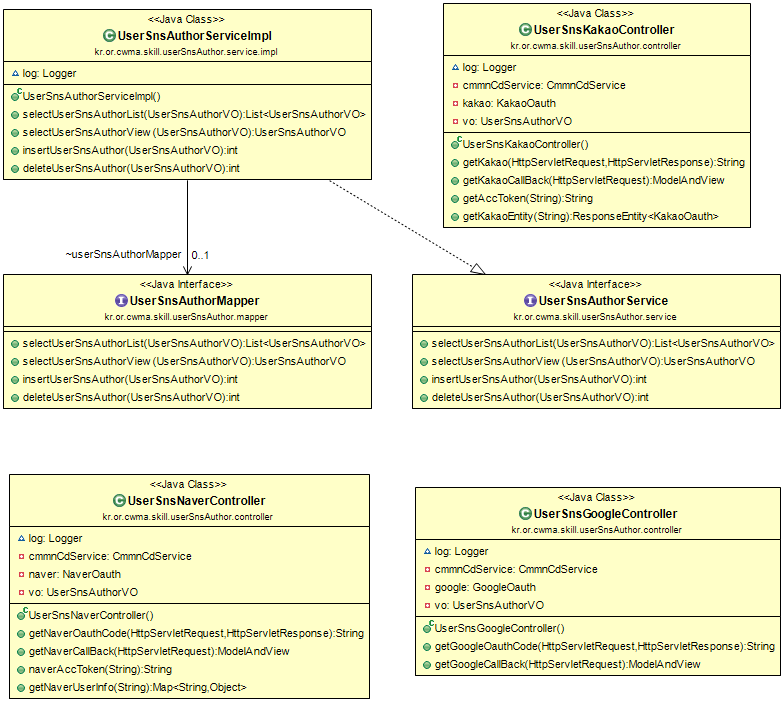 <<Java Class>>
UserSnsAuthorServiceImpl
kr.or.cwma.skill.userSnsAuthor.service.impl
log: Logger
UserSnsAuthorServiceImpl()
selectUserSnsAuthorList(UserSnsAuthorVO):List<UserSnsAuthorVO>
selectUserSnsAuthorView (UserSnsAuthorVO):UserSnsAuthorVO
insertUserSnsAuthor(UserSnsAuthorVO):int
deleteUserSnsAuthor(UserSnsAuthorVO):int
<<Java Class>>
UserSnsKakaoController
kr.or.cwma.skill.userSnsAuthor.controller
log: Logger
cmmnCdService: CmmnCdService
kakao: KakaoOauth
vo: UserSnsAuthorVO
UserSnsKakaoController()
getKakao(HttpServletRequest,HttpServletResponse):String
getKakaoCallBack(HttpServletRequest):ModelAndView
getAccToken(String):String
getKakaoEntity(String):ResponseEntity<KakaoOauth>
~userSnsAuthorMapper 0..1
<<Java Interface>>
UserSnsAuthorMapper
kr.or.cwma.skill.userSnsAuthor.mapper
selectUserSnsAuthorList(UserSnsAuthorVO):List<UserSnsAuthorVO>
selectUserSnsAuthorView (UserSnsAuthorVO):UserSnsAuthorVO
insertUserSnsAuthor(UserSnsAuthorVO):int
deleteUserSnsAuthor(UserSnsAuthorVO):int
<<Java Interface>>
UserSnsAuthorService
kr.or.cwma.skill.userSnsAuthor.service
selectUserSnsAuthorList(UserSnsAuthorVO):List<UserSnsAuthorVO>
selectUserSnsAuthorView (UserSnsAuthorVO):UserSnsAuthorVO
insertUserSnsAuthor(UserSnsAuthorVO):int
deleteUserSnsAuthor(UserSnsAuthorVO):int
<<Java Class>>
UserSnsNaverController
kr.or.cwma.skill.userSnsAuthor.controller
log: Logger
cmmnCdService: CmmnCdService
naver: NaverOauth
vo: UserSnsAuthorVO
UserSnsNaverController()
getNaverOauthCode(HttpServletRequest,HttpServletResponse):String
getNaverCallBack(HttpServletRequest):ModelAndView
naverAccToken(String):String
getNaverUserInfo(String):Map<String,Object>
<<Java Class>>
UserSnsGoogleController
kr.or.cwma.skill.userSnsAuthor.controller
log: Logger
cmmnCdService: CmmnCdService
google: GoogleOauth
vo: UserSnsAuthorVO
UserSnsGoogleController()
getGoogleOauthCode(HttpServletRequest,HttpServletResponse):String
getGoogleCallBack(HttpServletRequest):ModelAndView